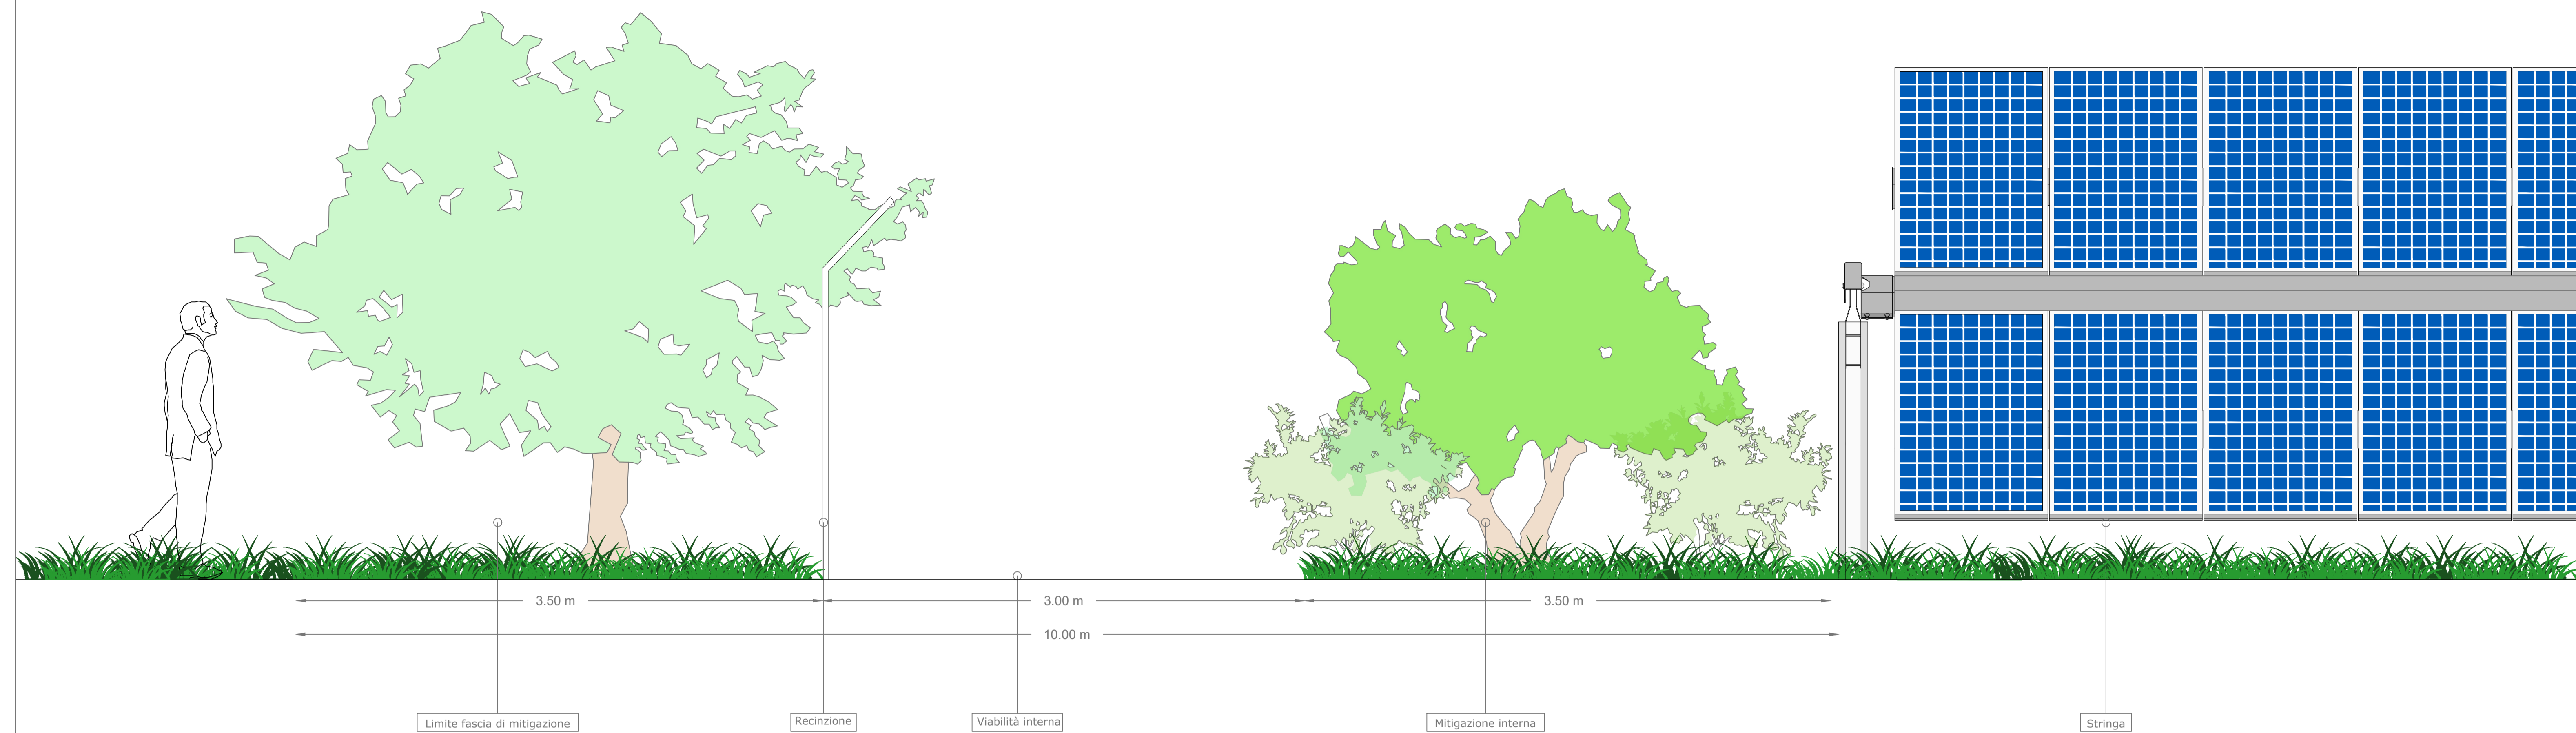 3.50 m
3.00 m
3.50 m
10.00 m
Limite fascia di mitigazione
Recinzione
Viabilità interna
Mitigazione interna
Stringa